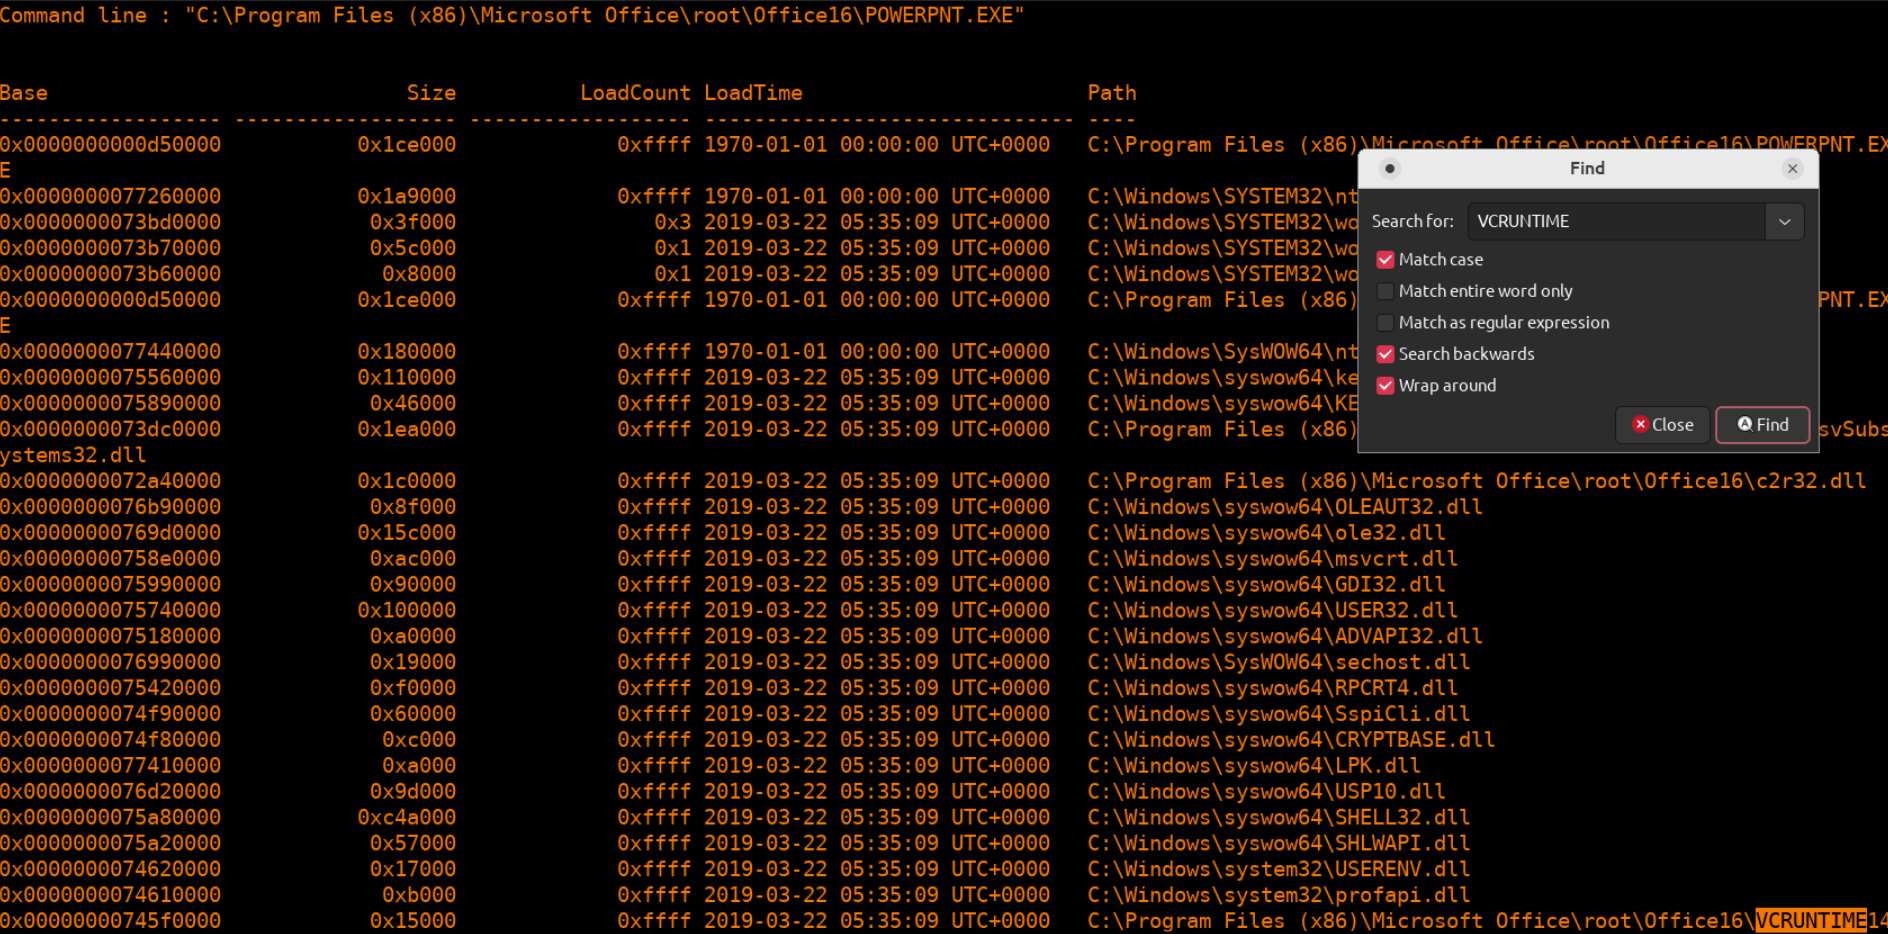 Command line : "C:\Program Files (x86)\Microsoft Office\root\Office16\POWERPNT.EXE"
Base Size LoadCount LoadTime Path
------------------ ------------------ ------------------ ------------------------------ ----
0x0000000000d50000 0x1ce000 0xffff 1970-01-01 00:00:00 UTC+0000 C:\Program Files (x86)\Microsoft Office\root\Office16\POWERPNT.EX
E
0x0000000077260000 0x1a9000 0xffff 1970-01-01 00:00:00 UTC+0000 C:\Windows\SYSTEM32\nt
0x0000000073bd0000 0x3f000 0x3 2019-03-22 05:35:09 UTC+0000 C:\Windows\SYSTEM32\wo
0x0000000073b70000 0x5c000 0x1 2019-03-22 05:35:09 UTC+0000 C:\Windows\SYSTEM32\wo
0x0000000073b60000 0x8000 0x1 2019-03-22 05:35:09 UTC+0000 C:\Windows\SYSTEM32\wo
0x0000000000d50000 0x1ce000 0xffff 1970-01-01 00:00:00 UTC+0000 C:\Program Files (x86) PNT.EX
E
0x0000000077440000 0x180000 0xffff 1970-01-01 00:00:00 UTC+0000 C:\Windows\SysWOW64\nt
0x0000000075560000 0x110000 0xffff 2019-03-22 05:35:09 UTC+0000 C:\Windows\syswow64\ke
0x0000000075890000 0x46000 0xffff 2019-03-22 05:35:09 UTC+0000 C:\Windows\syswow64\KE
0x0000000073dc0000 0x1ea000 0xffff 2019-03-22 05:35:09 UTC+0000 C:\Program Files (x86) svSubs
ystems32.dll
0x0000000072a40000 0x1c0000 0xffff 2019-03-22 05:35:09 UTC+0000 C:\Program Files (x86)\Microsoft Office\root\Office16\c2r32.dll
0x0000000076b90000 0x8f000 0xffff 2019-03-22 05:35:09 UTC+0000 C:\Windows\syswow64\OLEAUT32.dll
0x00000000769d0000 0x15c000 0xffff 2019-03-22 05:35:09 UTC+0000 C:\Windows\syswow64\ole32.dll
0x00000000758e0000 0xac000 0xffff 2019-03-22 05:35:09 UTC+0000 C:\Windows\syswow64\msvcrt.dll
0x0000000075990000 0x90000 0xffff 2019-03-22 05:35:09 UTC+0000 C:\Windows\syswow64\GDI32.dll
0x0000000075740000 0x100000 0xffff 2019-03-22 05:35:09 UTC+0000 C:\Windows\syswow64\USER32.dll
0x0000000075180000 0xa0000 0xffff 2019-03-22 05:35:09 UTC+0000 C:\Windows\syswow64\ADVAPI32.dll
0x0000000076990000 0x19000 0xffff 2019-03-22 05:35:09 UTC+0000 C:\Windows\SysWOW64\sechost.dll
0x0000000075420000 0xf0000 0xffff 2019-03-22 05:35:09 UTC+0000 C:\Windows\syswow64\RPCRT4.dll
0x0000000074f90000 0x60000 0xffff 2019-03-22 05:35:09 UTC+0000 C:\Windows\syswow64\SspiCli.dll
0x0000000074f80000 0xc000 0xffff 2019-03-22 05:35:09 UTC+0000 C:\Windows\syswow64\CRYPTBASE.dll
0x0000000077410000 0xa000 0xffff 2019-03-22 05:35:09 UTC+0000 C:\Windows\syswow64\LPK.dll
0x0000000076d20000 0x9d000 0xffff 2019-03-22 05:35:09 UTC+0000 C:\Windows\syswow64\USP10.dll
0x0000000075a80000 0xc4a000 0xffff 2019-03-22 05:35:09 UTC+0000 C:\Windows\syswow64\SHELL32.dll
0x0000000075a20000 0x57000 0xffff 2019-03-22 05:35:09 UTC+0000 C:\Windows\syswow64\SHLWAPI.dll
0x0000000074620000 0x17000 0xffff 2019-03-22 05:35:09 UTC+0000 C:\Windows\system32\USERENV.dll
0x0000000074610000 0xb000 0xffff 2019-03-22 05:35:09 UTC+0000 C:\Windows\system32\profapi.dll
0x00000000745f0000 0x15000 0xffff 2019-03-22 05:35:09 UTC+0000 C:\Program Files (x86)\Microsoft Office\root\Office16\VCRUNTIME14
Find
Search for: VCRUNTIME
Match case
Match entire word only
Match as regular expression
Search backwards
Wrap around
Close Find